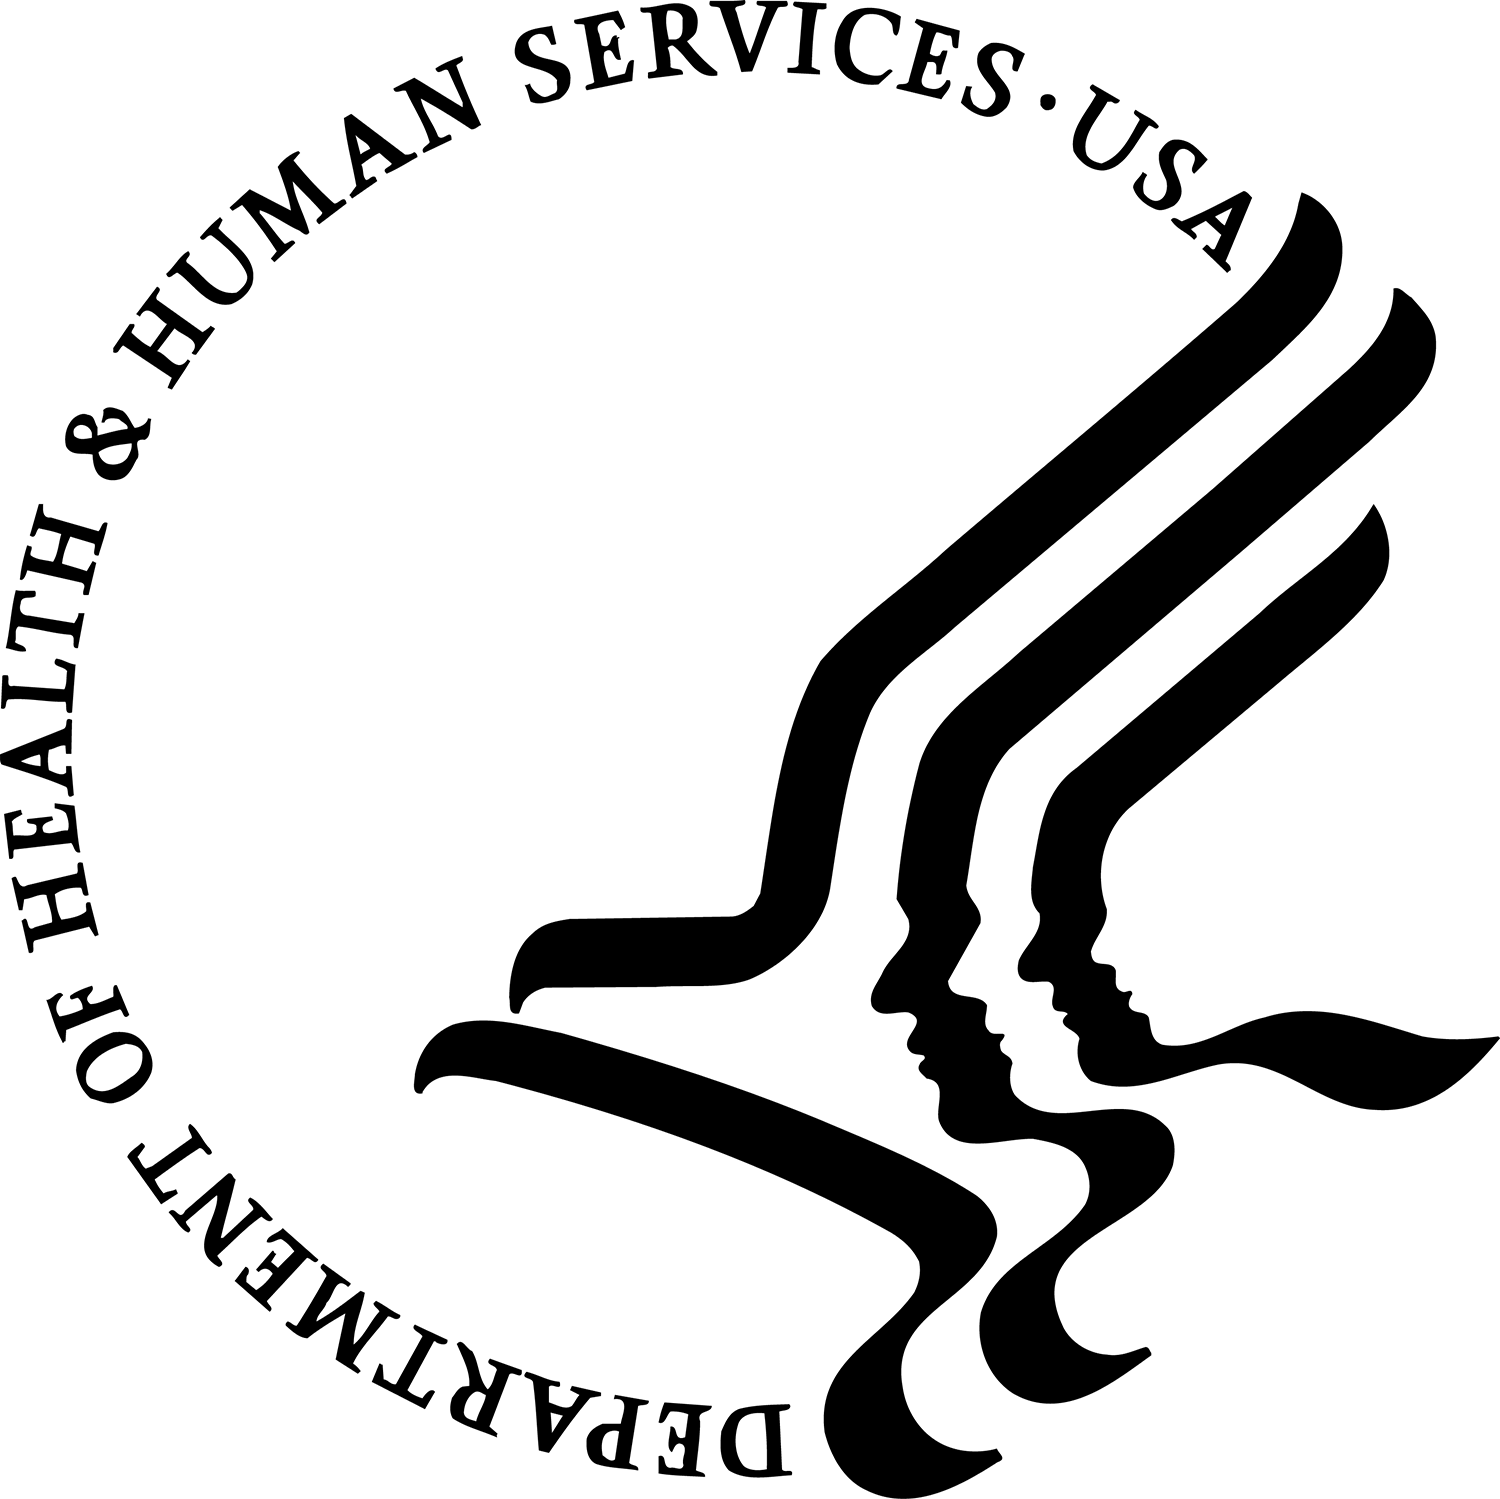 DEPARTMENT OF HEALTH & HUMAN SERVICES · USA